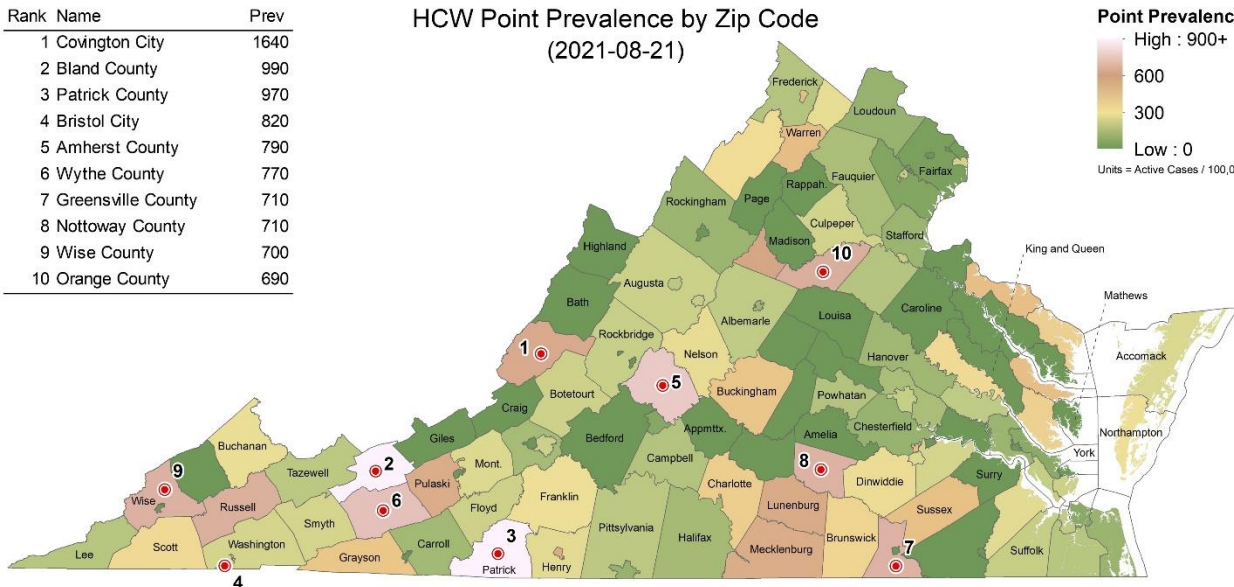 HCW Point Prevalence by Zip Code
(2021-08-21)
Rank Name Prev
1 Covington City 1640
2 Bland County 990
3 Patrick County 970
4 Bristol City 820
5 Amherst County 790
6 Wythe County 770
7 Greensville County 710
8 Nottoway County 710
9 Wise County 700
10 Orange County 690
Point Prevalenc
High : 900+
600
300
Low : 0
Units = Active Cases / 100,0
Frederick
Loudoun
Warren
Fairfax
Fauquier
Rappah.
Page
Rockingham
Culpeper
Stafford
Madison
Highland
10
King and Queen
Augusta
Bath
Mathews
Caroline
Louisa
Albemarle
Rockbridge
1
Nelson
Hanover
Accomack
5
Buckingham
Botetourt
Powhatan
Craig
Chesterfield
Appmttx.
Amelia
Northampton
Giles
Bedford
Buchanan
York
Campbell
2
Mont.
8
Tazewell
9
Pulaski
Surry
Charlotte
Dinwiddie
Wise
6
Franklin
Russell
Floyd
Lunenburg
Sussex
Smyth
Pittsylvania
Halifax
3
Carroll
Washington
Brunswick
7
Scott
Lee
Grayson
Henry
Mecklenburg
Suffolk
Patrick
4